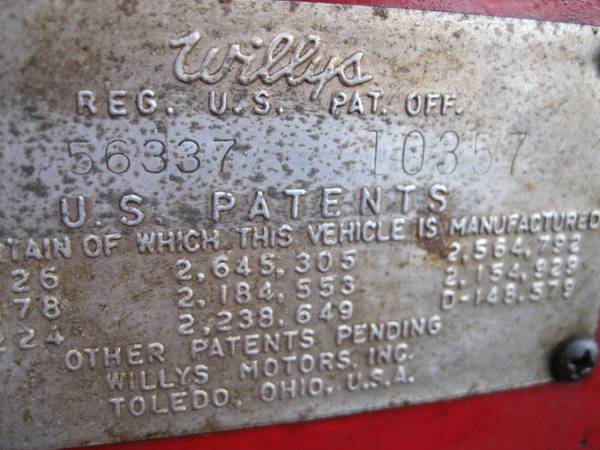 Willys
REG. U.S. PAT. OFF.
56337 10357
U.S. PATENTS
TAIN OF WHICH THIS VEHICLE IS MANUFACTURED
26 2,645,305 2,564,792
178 2,184,553 2,154,929
224 2,238,649 D-148,579
OTHER PATENTS PENDING
WILLYS MOTORS, INC.
TOLEDO, OHIO, U.S.A.